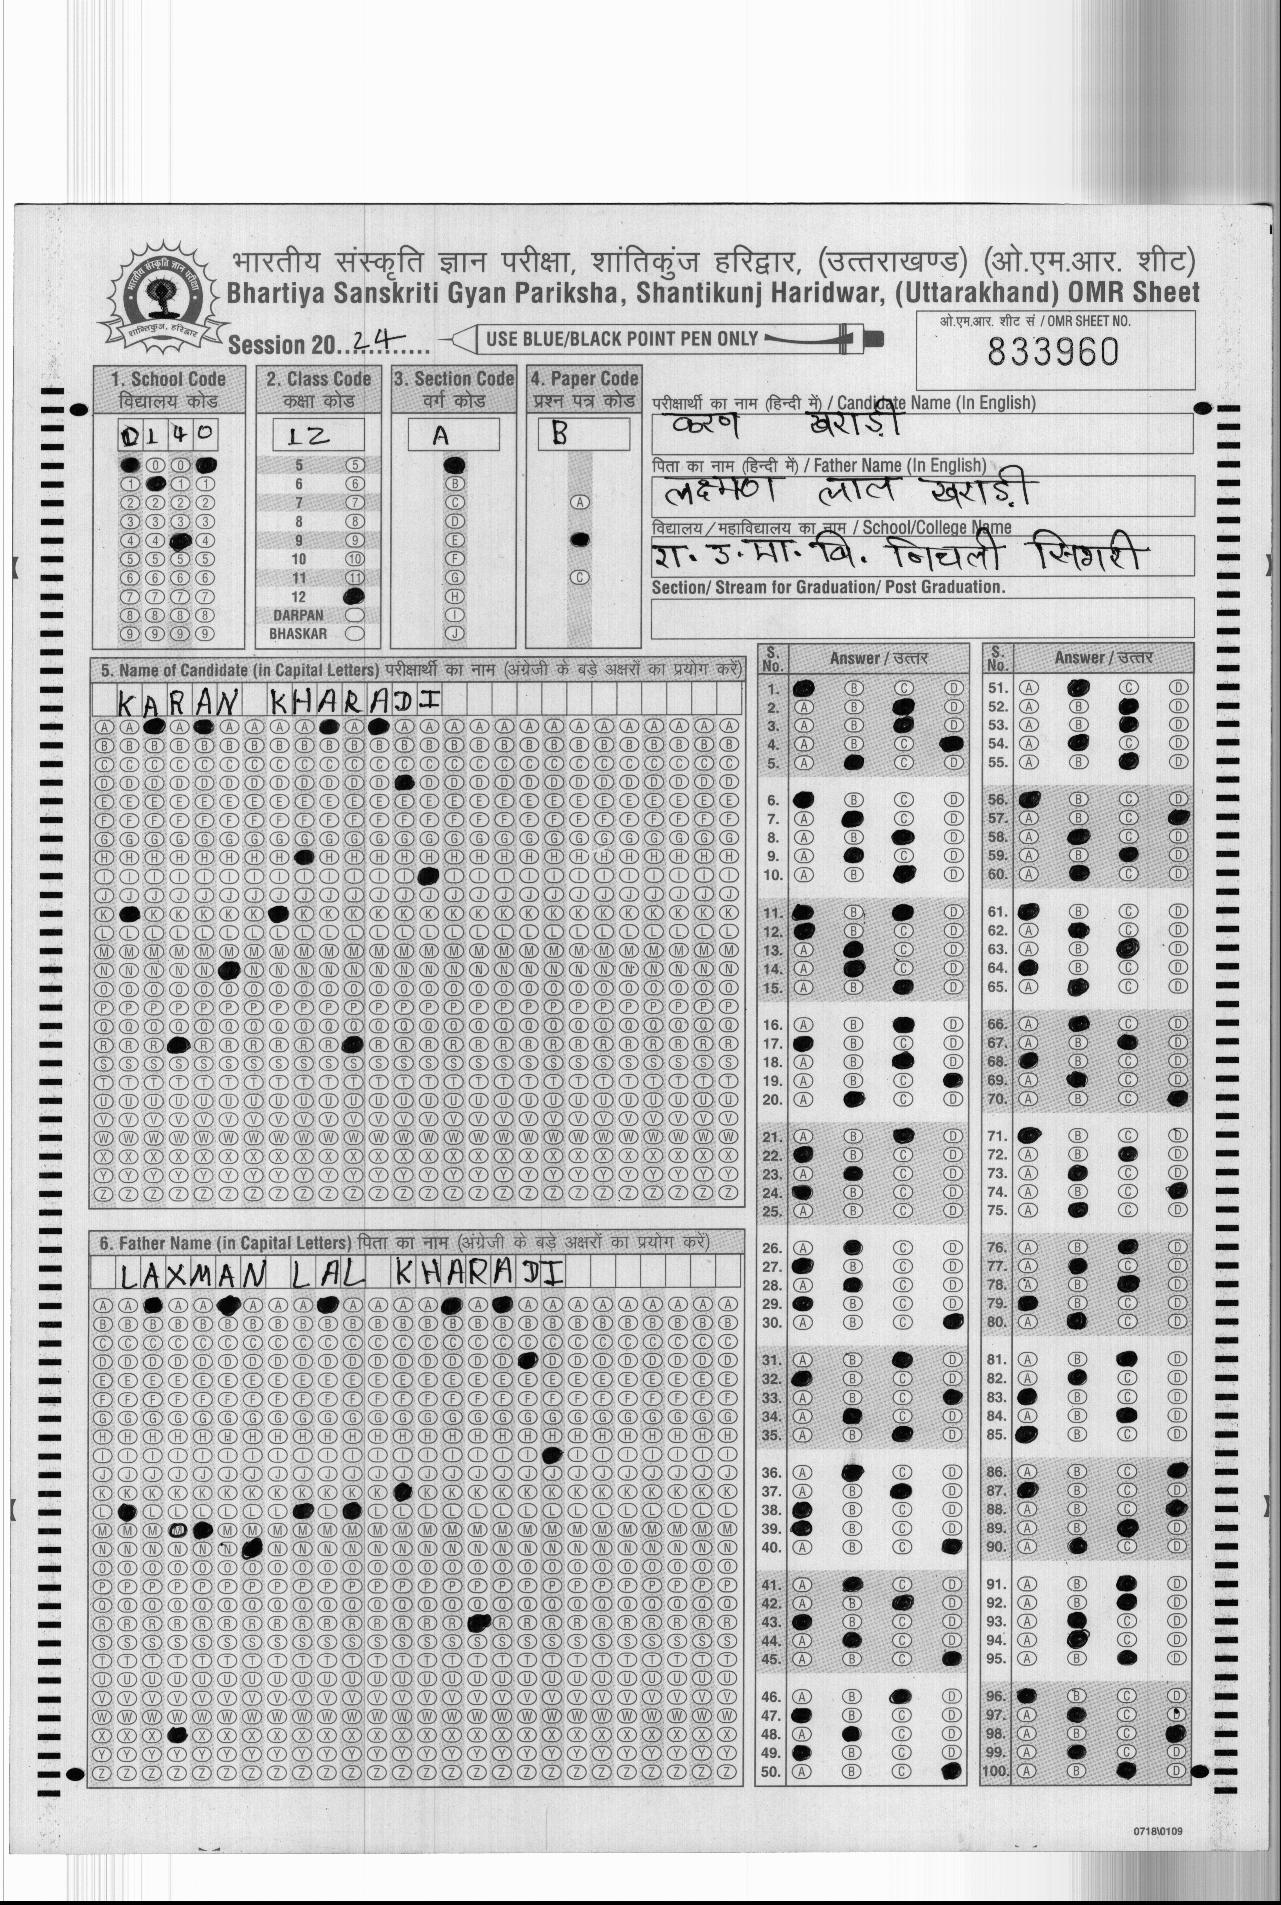 भारतीय संस्कृति ज्ञान परीक्षा, शांतिकुंज हरिद्वार, (उत्तराखण्ड) (ओ.एम.आर. शीट)
Bhartiya Sanskriti Gyan Pariksha, Shantikunj Haridwar, (Uttarakhand) OMR Sheet
Session 20..24............
USE BLUE/BLACK POINT PEN ONLY
ओ.एम.आर. शीट सं / OMR SHEET NO.
833960
1. School Code
विद्यालय कोड
0140
2. Class Code
कक्षा कोड
12
5
6
7
8
9
10
11
12
DARPAN
BHASKAR
3. Section Code
वर्ग कोड
A
4. Paper Code
प्रश्न पत्र कोड
B
परीक्षार्थी का नाम (हिन्दी में) / Candidate Name (In English)
करण खराड़ी
पिता का नाम (हिन्दी में) / Father Name (In English)
लक्ष्मण लाल खराड़ी
विद्यालय / महाविद्यालय का नाम / School/College Name
रा. उ. मा. वि. निचली सिगरी
Section/ Stream for Graduation/ Post Graduation.
5. Name of Candidate (in Capital Letters) परीक्षार्थी का नाम (अंग्रेजी के बड़े अक्षरों का प्रयोग करें)
KARAN KHARADI
6. Father Name (in Capital Letters) पिता का नाम (अंग्रेजी के बड़े अक्षरों का प्रयोग करें)
LAXMAN LAL KHARADI
S. No. Answer / उत्तर
S. No. Answer / उत्तर
0718\0109